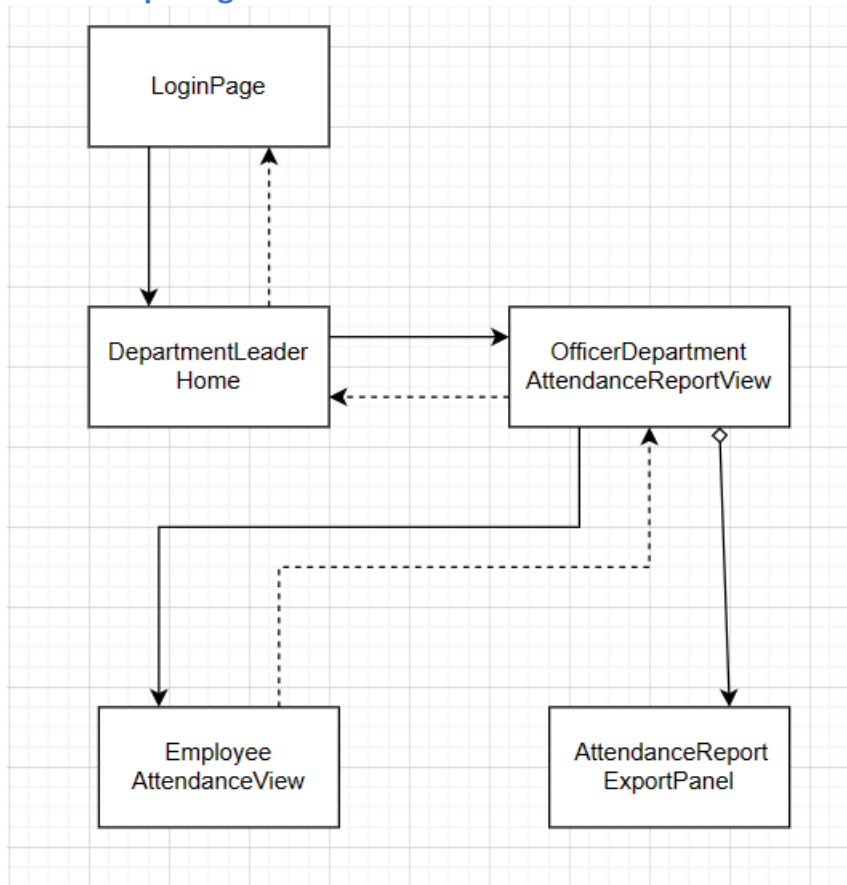 LoginPage
DepartmentLeader
Home
OfficerDepartment
AttendanceReportView
Employee
AttendanceView
AttendanceReport
ExportPanel